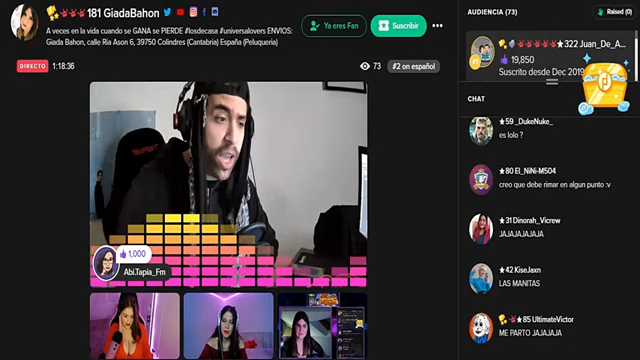 181 GiadaBahon
A veces en la vida cuando se GANA se PIERDE #losdecasa #universalovers ENVIOS:
Giada Bahon, calle Ria Ason 6, 39750 Colindres (Cantabria) España (Peluqueria)
Ya eres Fan
Suscribir
DIRECTO
1:18:36
73
#2 on español
1,000
Abi.Tapia_Fm
AUDIENCIA (73)
Raised (0)
322 Juan_De_A...
19,850
Suscrito desde Dec 2019
CHAT
59 _DukeNuke_
es lolo ?
80 El_NiNi-M504
creo que debe rimar en algun punto :v
31 Dinorah_Vicrew
JAJAJAJAJAJA
42 KiseJaxn
LAS MANITAS
85 UltimateVictor
ME PARTO JAJAJAJA